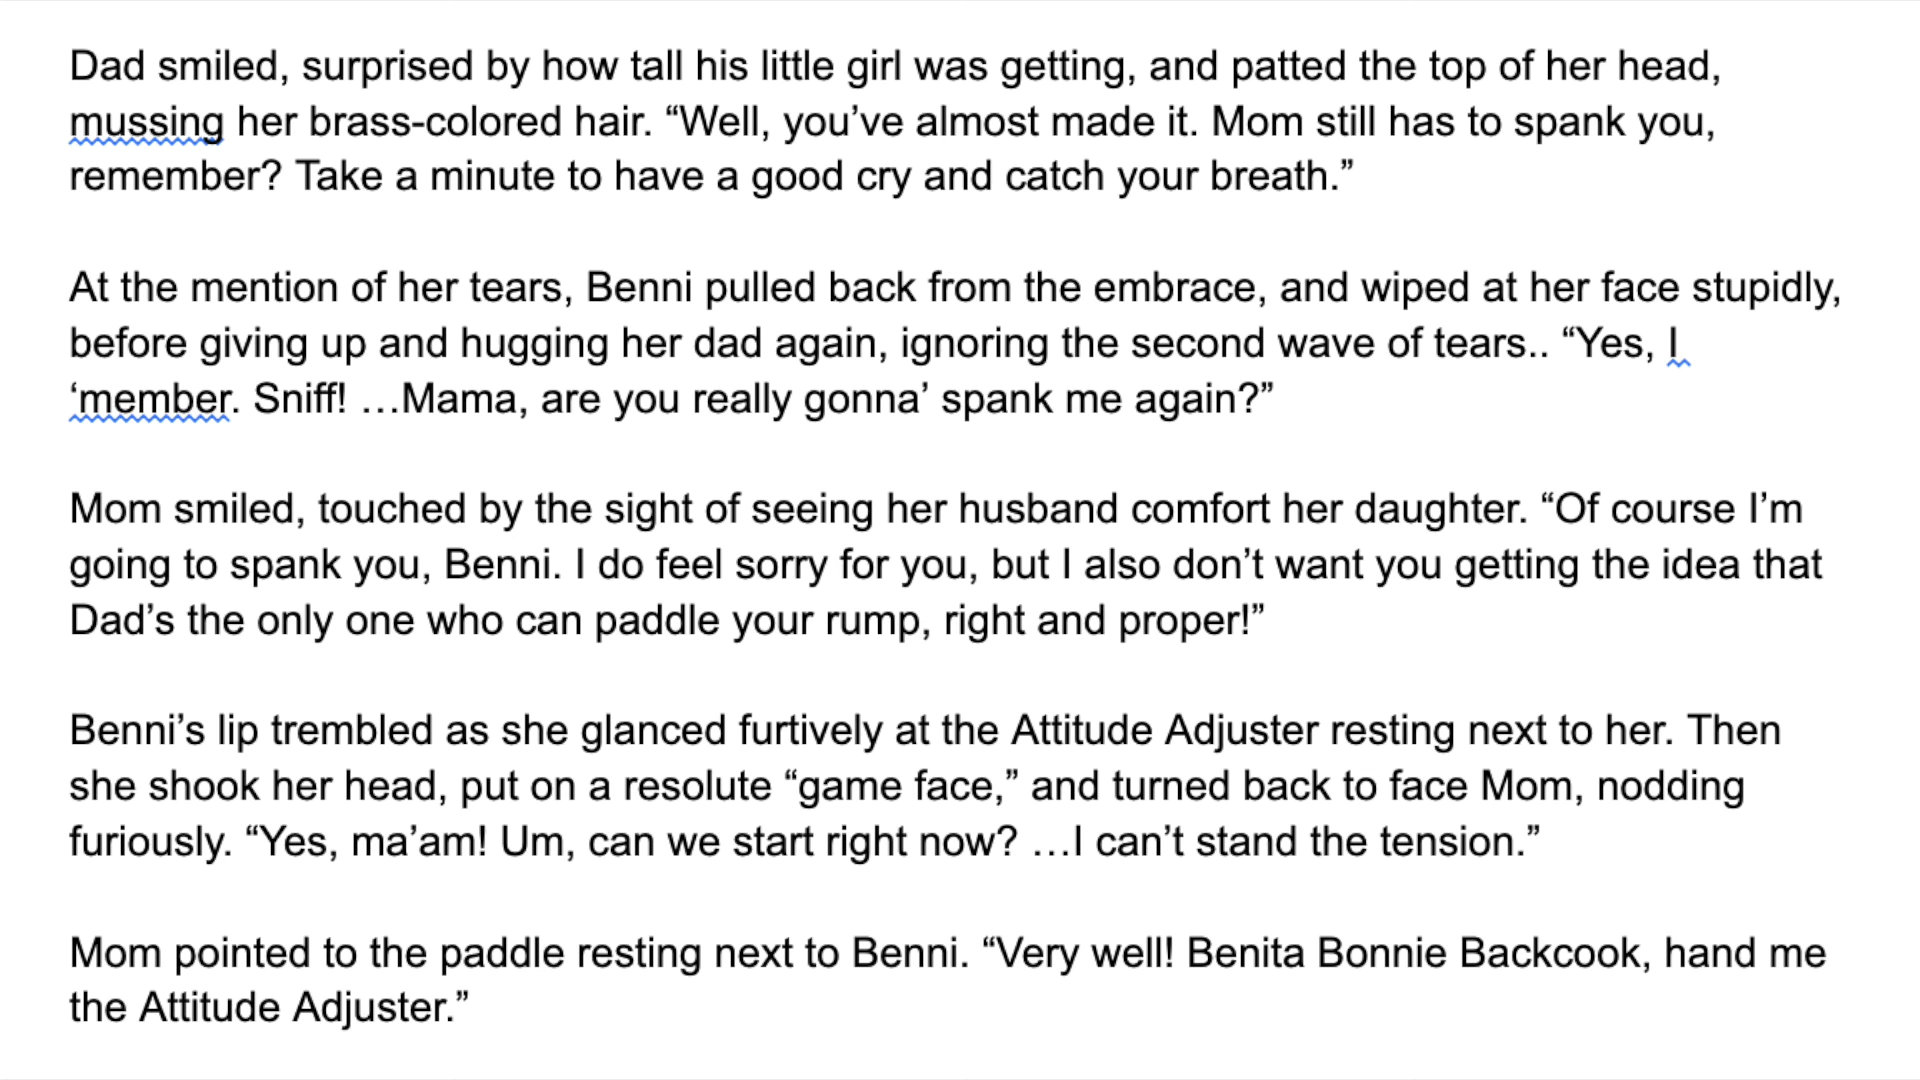 Dad smiled, surprised by how tall his little girl was getting, and patted the top of her head,
mussing her brass-colored hair. “Well, you’ve almost made it. Mom still has to spank you,
remember? Take a minute to have a good cry and catch your breath.”
At the mention of her tears, Benni pulled back from the embrace, and wiped at her face stupidly,
before giving up and hugging her dad again, ignoring the second wave of tears.. “Yes, I
‘member. Sniff! …Mama, are you really gonna’ spank me again?”
Mom smiled, touched by the sight of seeing her husband comfort her daughter. “Of course I’m
going to spank you, Benni. I do feel sorry for you, but I also don’t want you getting the idea that
Dad’s the only one who can paddle your rump, right and proper!”
Benni’s lip trembled as she glanced furtively at the Attitude Adjuster resting next to her. Then
she shook her head, put on a resolute “game face,” and turned back to face Mom, nodding
furiously. “Yes, ma’am! Um, can we start right now? …I can’t stand the tension.”
Mom pointed to the paddle resting next to Benni. “Very well! Benita Bonnie Backcook, hand me
the Attitude Adjuster.”